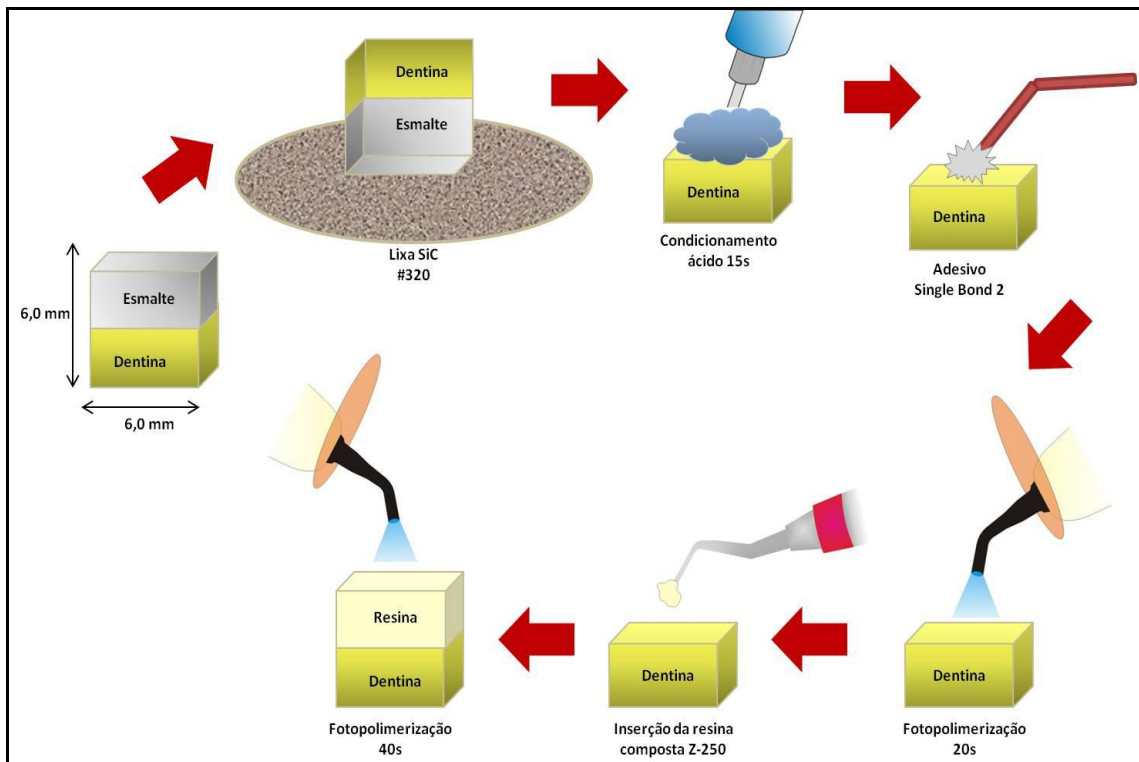 Esmalte
Dentina
6,0 mm
6,0 mm
Dentina
Esmalte
Lixa SiC
#320
Dentina
Condicionamento
ácido 15s
Dentina
Adesivo
Single Bond 2
Dentina
Fotopolimerização
20s
Dentina
Inserção da resina
composta Z-250
Resina
Dentina
Fotopolimerização
40s